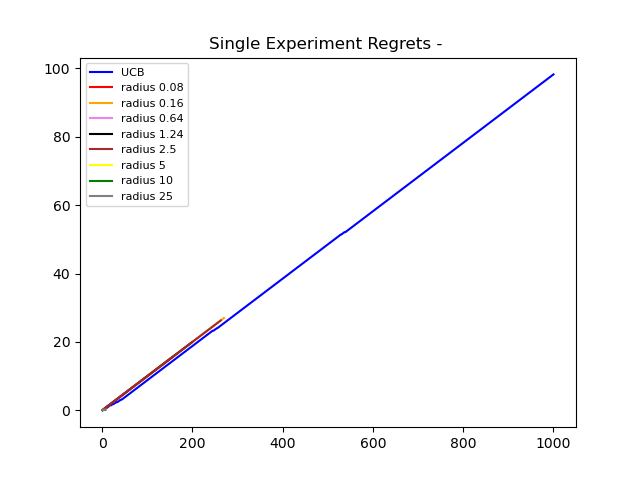 Single Experiment Regrets -
UCB
radius 0.08
radius 0.16
radius 0.64
radius 1.24
radius 2.5
radius 5
radius 10
radius 25
100
80
60
40
20
0
0 200 400 600 800 1000